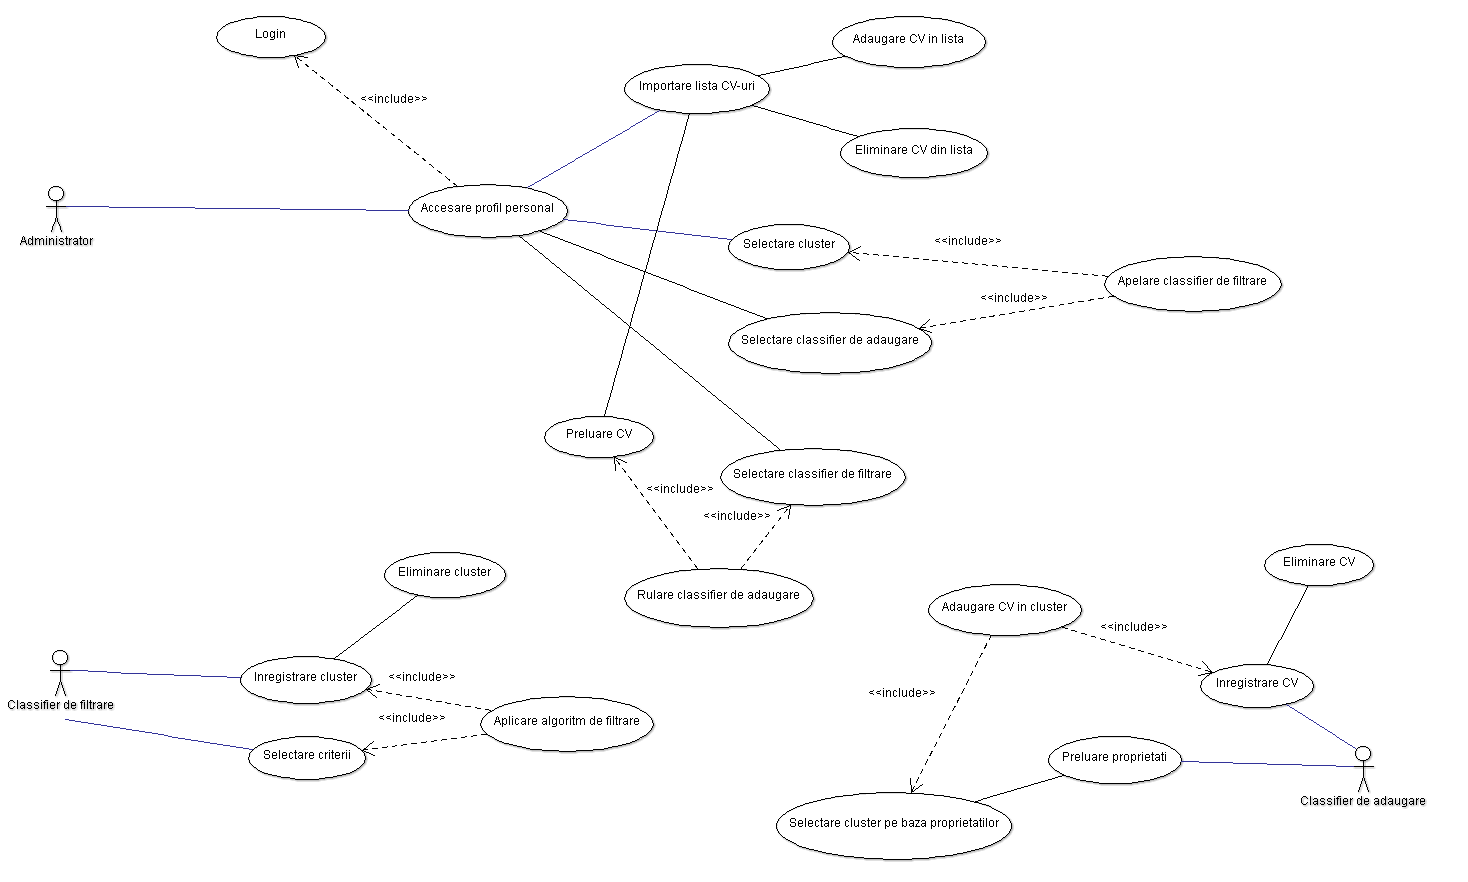 Login
Adaugare CV in lista
Importare lista CV-uri
<<include>>
Eliminare CV din lista
Accesare profil personal
Administrator
Selectare cluster
<<include>>
Apelare classifier de filtrare
<<include>>
Selectare classifier de adaugare
Preluare CV
Selectare classifier de filtrare
<<include>>
<<include>>
Rulare classifier de adaugare
Eliminare cluster
Eliminare CV
Adaugare CV in cluster
<<include>>
Inregistrare cluster
<<include>>
Inregistrare CV
<<include>>
Classifier de filtrare
<<include>>
Aplicare algoritm de filtrare
Selectare criterii
Preluare proprietati
Classifier de adaugare
Selectare cluster pe baza proprietatilor